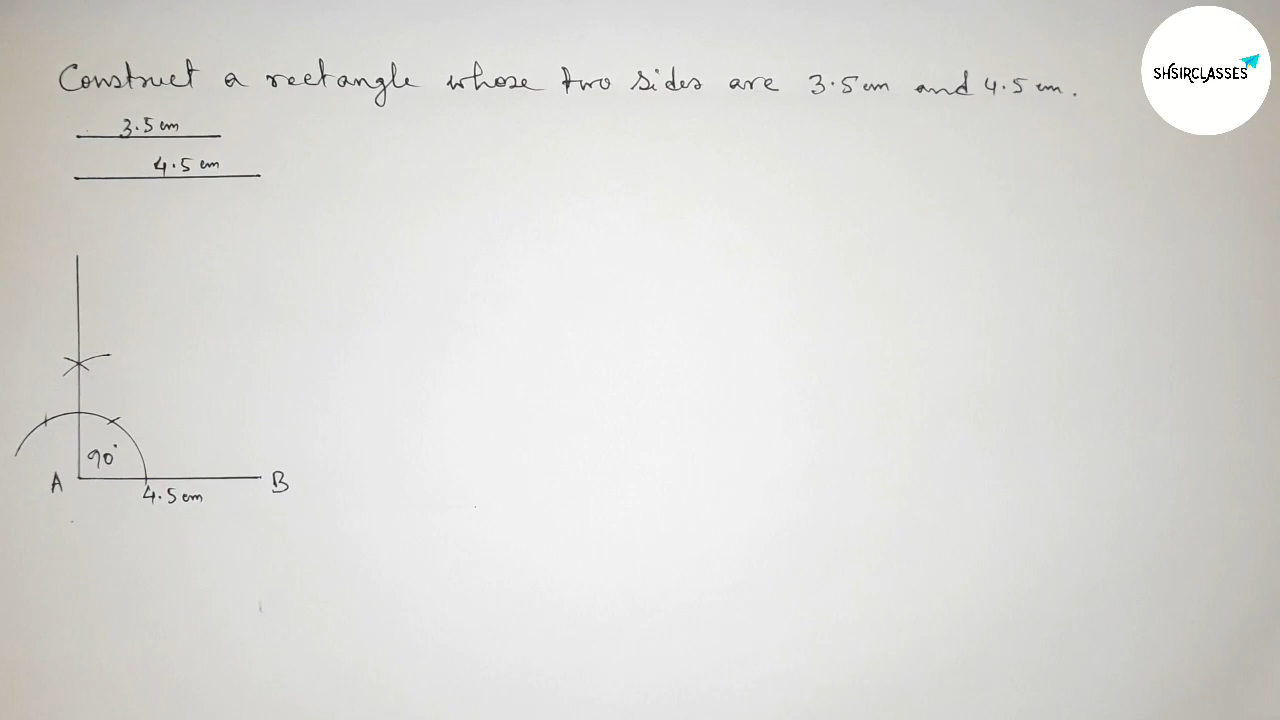 Construct a rectangle whose two sides are 3.5 cm and 4.5 cm.
SHSIRCLASSES
3.5 cm
4.5 cm
90°
A
B
4.5 cm